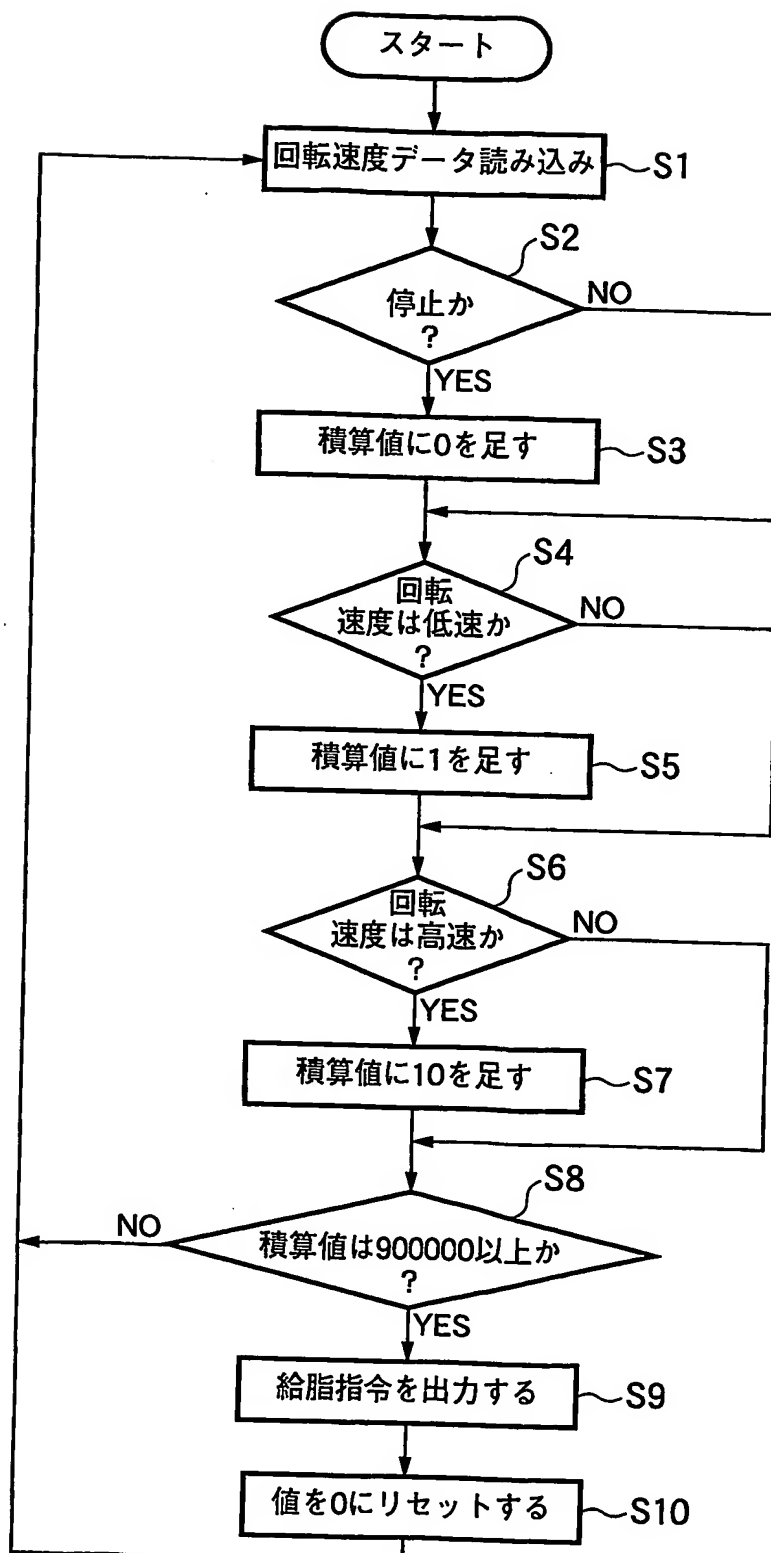 スタート
回転速度データ読み込み
S1
S2
停止か
?
NO
YES
積算値に0を足す
S3
S4
回転
速度は低速か
?
NO
YES
積算値に1を足す
S5
S6
回転
速度は高速か
?
NO
YES
積算値に10を足す
S7
S8
NO
積算値は900000以上か
?
YES
給脂指令を出力する
S9
値を0にリセットする
S10